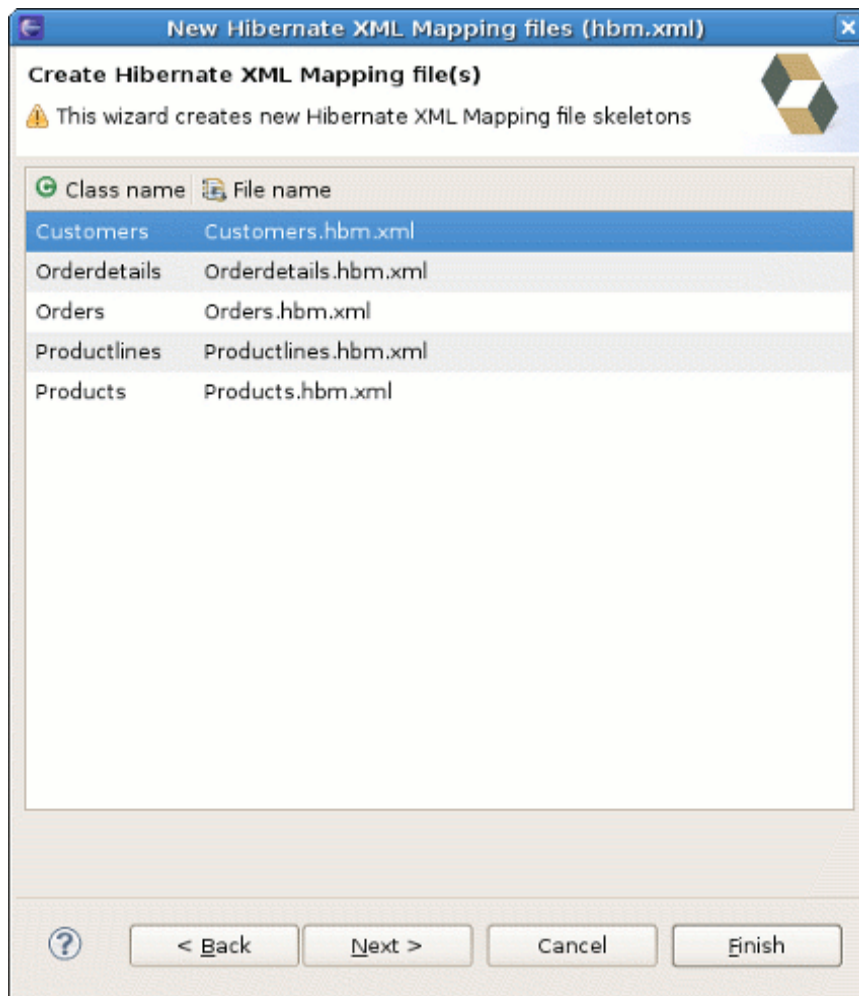 New Hibernate XML Mapping files (hbm.xml)
Create Hibernate XML Mapping file(s)
This wizard creates new Hibernate XML Mapping file skeletons
Class name File name
Customers Customers.hbm.xml
Orderdetails Orderdetails.hbm.xml
Orders Orders.hbm.xml
Productlines Productlines.hbm.xml
Products Products.hbm.xml
? < Back Next > Cancel Finish